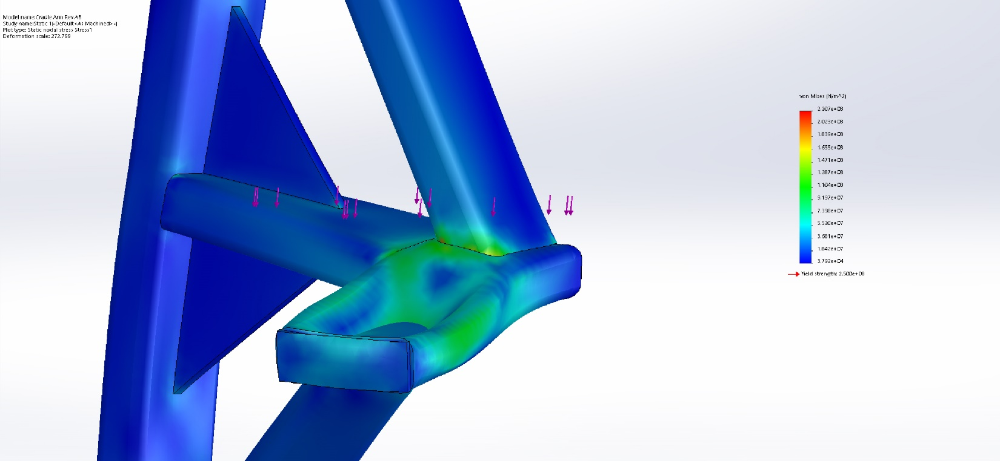 Model name:Cradle Arm Rev AB
Study name:Static 1(-Default<As Machined>-)
Plot type: Static nodal stress Stress1
Deformation scale: 272.799
von Mises (N/m^2)
2.207e+08
2.023e+08
1.839e+08
1.655e+08
1.471e+08
1.287e+08
1.104e+08
9.197e+07
7.358e+07
5.520e+07
3.681e+07
1.842e+07
3.792e+04
Yield strength: 2.500e+08